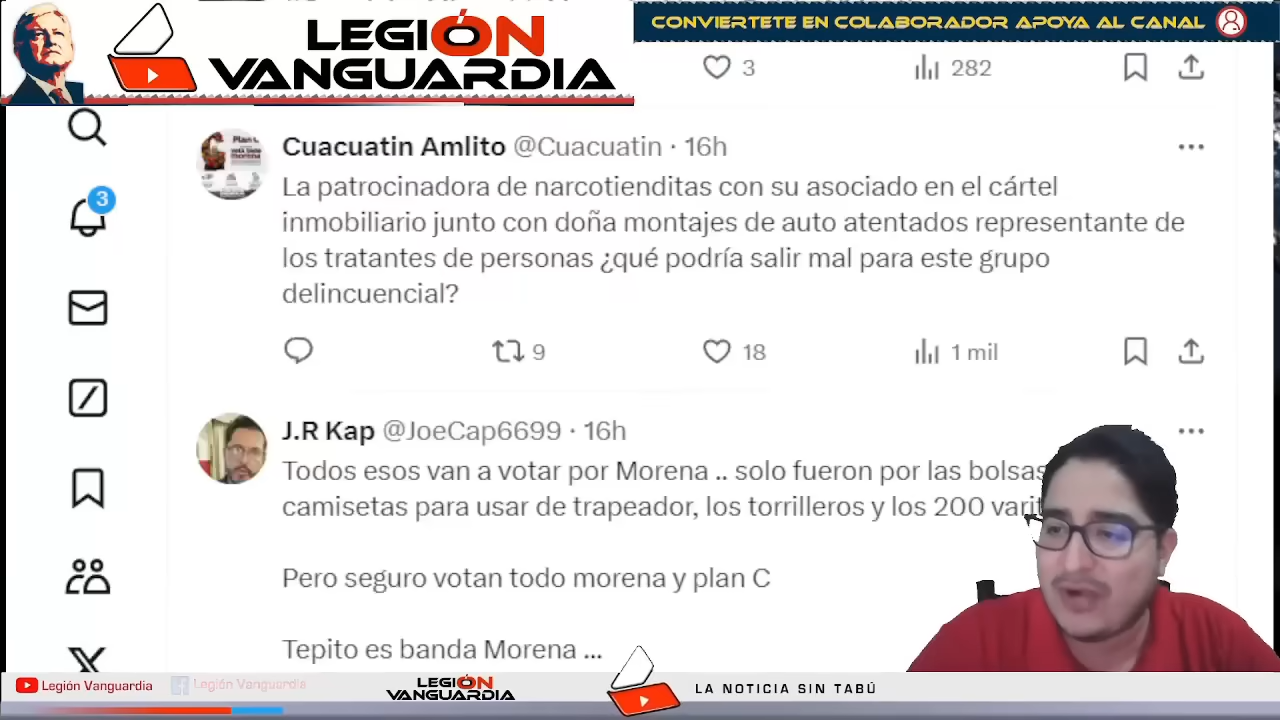 LEGIÓN
VANGUARDIA
CONVIERTETE EN COLABORADOR APOYA AL CANAL
3
282
3
Cuacuatin Amlito @Cuacuatin · 16h
La patrocinadora de narcotienditas con su asociado en el cártel
inmobiliario junto con doña montajes de auto atentados representante de
los tratantes de personas ¿qué podría salir mal para este grupo
delincuencial?
9
18
1 mil
J.R Kap @JoeCap6699 · 16h
Todos esos van a votar por Morena .. solo fueron por las bolsas
camisetas para usar de trapeador, los torrilleros y los 200
Pero seguro votan todo morena y plan C
Tepito es banda Morena ...
Legión Vanguardia
Legión Vanguardia
LEGIÓN
VANGUARDIA
LA NOTICIA SIN TABÚ